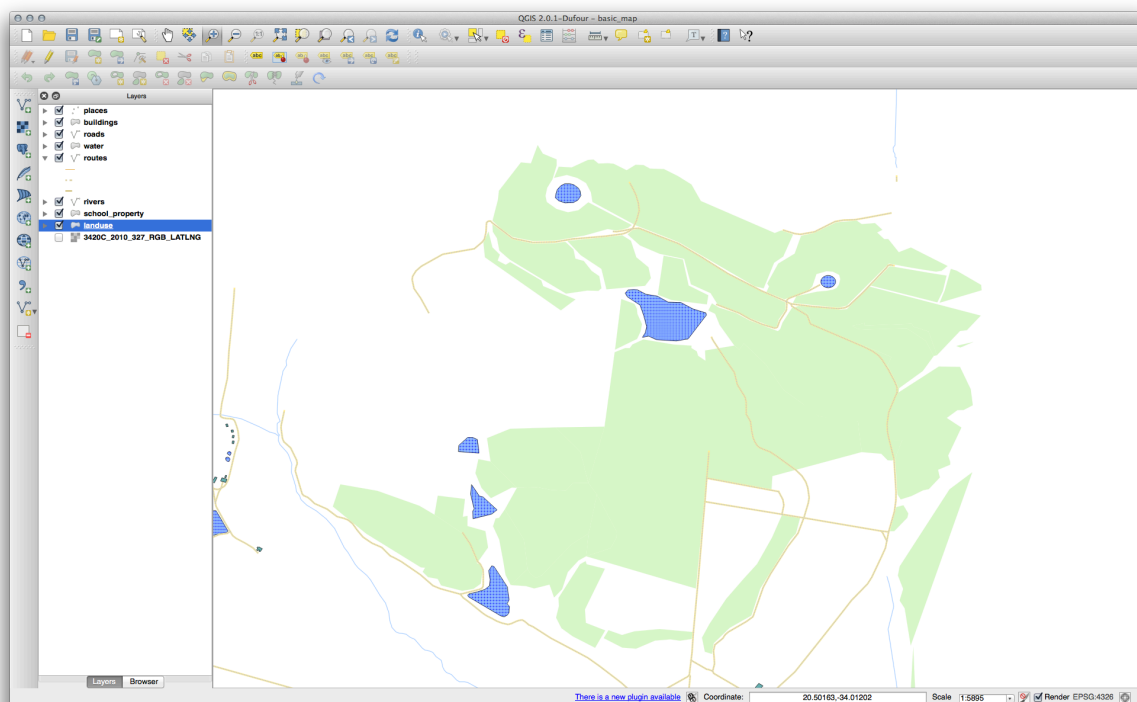 QGIS 2.0.1-Dufour - basic_map
Layers
places
buildings
roads
water
routes
rivers
school_property
landuse
3420C_2010_327_RGB_LATLNG
Layers Browser
There is a new plugin available Coordinate: 20.50163,-34.01202 Scale 1:5895 Render EPSG:4326